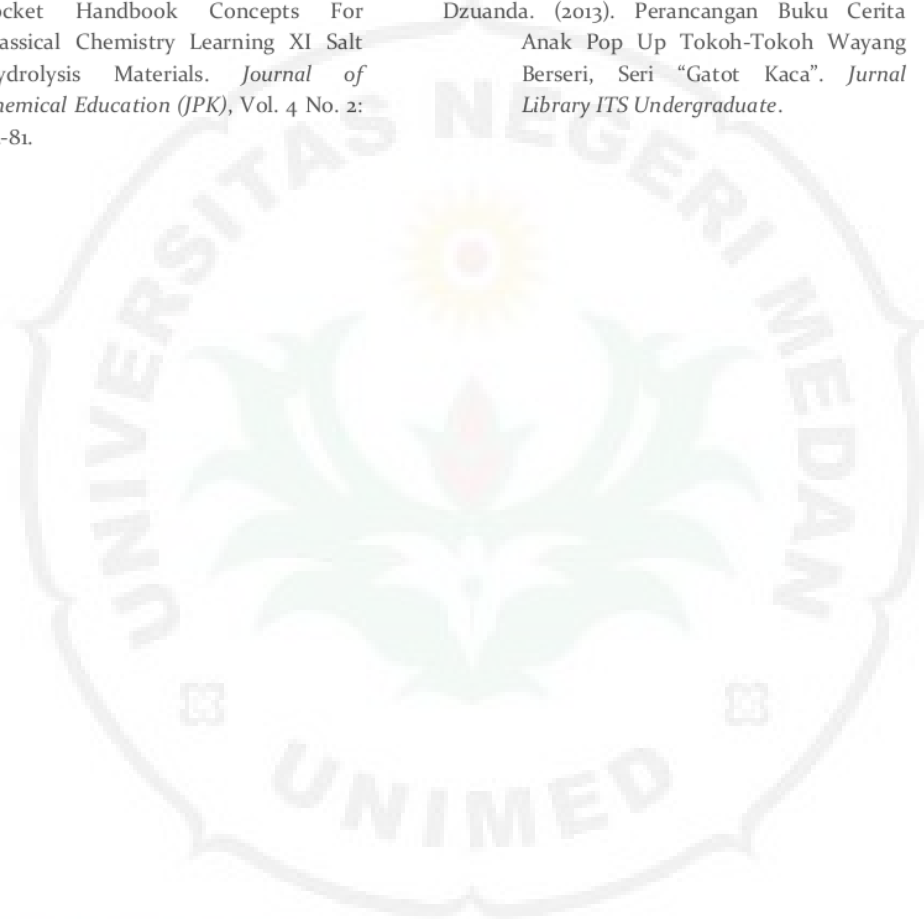 ocket Handbook Concepts For
assical Chemistry Learning XI Salt
ydrolysis Materials. Journal of
hemical Education (JPK), Vol. 4 No. 2:
-81.
Dzuanda. (2013). Perancangan Buku Cerita
Anak Pop Up Tokoh-Tokoh Wayang
Berseri, Seri “Gatot Kaca”. Jurnal
Library ITS Undergraduate.
UNIVERSITAS NEGERI MEDAN
UNIMED